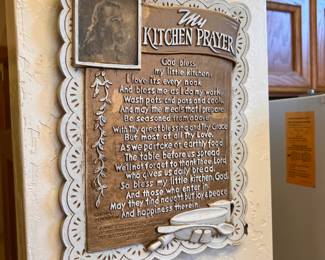 My
KITCHEN PRAYER
God bless
my little kitchen,
I love its every nook
And bless me as I do my work
Wash pots and pans and cook
And may the meals that I prepare
Be seasoned from above
With Thy great blessing and Thy Grace
But most of all Thy Love.
As we partake of earthly food
The table before us spread
We'll not forget to thank Thee Lord
who gives us daily bread
So bless my little kitchen, God
And those who enter in
May they find naught but joy & peace
And happiness therein